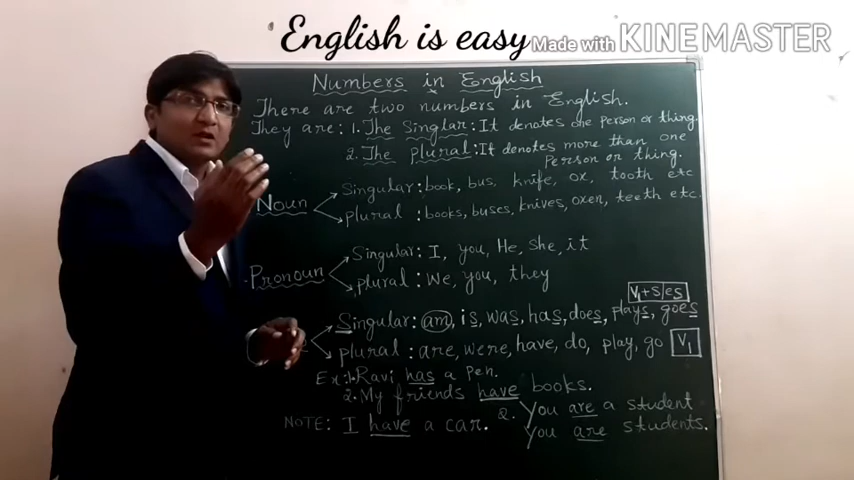 English is easy
Made with KINEMASTER
Numbers in English
There are two numbers in English.
They are: 1. The Singlar: It denotes one person or thing.
2. The plural: It denotes more than one
Person or thing.
Noun
Singular: book, bus, knife, ox, tooth etc
plural: books, buses, knives, oxen, teeth etc.
Pronoun
Singular: I, you, He, she, it
plural: We, you, they
V1+s/es
Singular: am, is, was, has, does, plays, goes
plural: are, were, have, do, play, go V1
Ex: 1. Ravi has a pen.
2. My friends have books.
NOTE: I have a car. 2. You are a student
You are students.